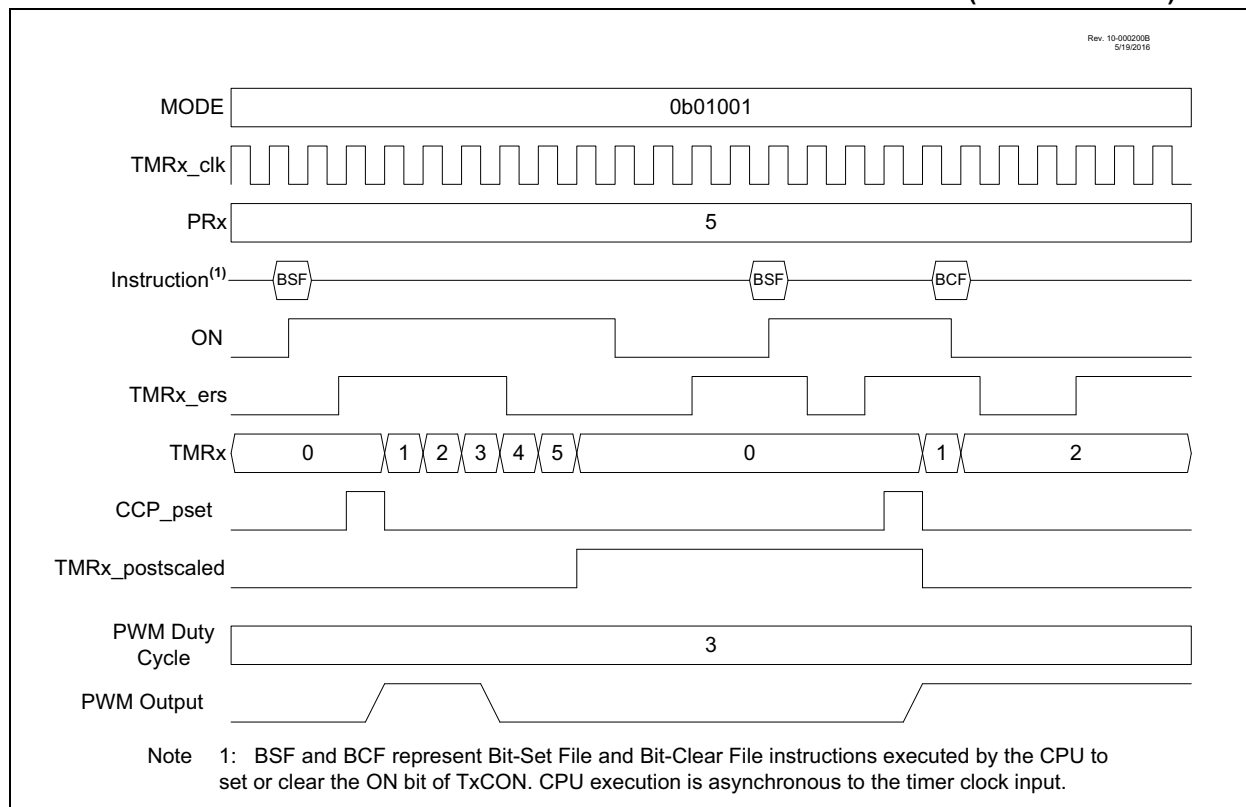 Rev. 10-000200B
5/19/2016
MODE 0b01001
TMRx_clk
PRx 5
Instruction(1) BSF BSF BCF
ON
TMRx_ers
TMRx 0 1 2 3 4 5 0 1 2
CCP_pset
TMRx_postscaled
PWM Duty
Cycle 3
PWM Output
Note 1: BSF and BCF represent Bit-Set File and Bit-Clear File instructions executed by the CPU to
set or clear the ON bit of TxCON. CPU execution is asynchronous to the timer clock input.